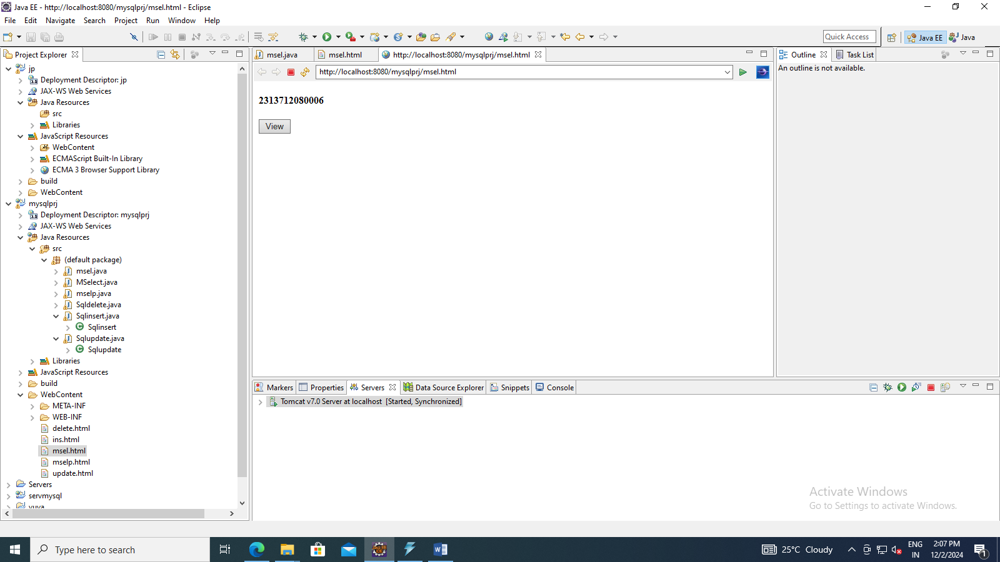 Java EE - http://localhost:8080/mysqlprj/msel.html - Eclipse
File Edit Navigate Search Project Run Window Help
Quick Access
Java EE
Java
Project Explorer
jp
Deployment Descriptor: jp
JAX-WS Web Services
Java Resources
src
Libraries
JavaScript Resources
WebContent
ECMAScript Built-In Library
ECMA 3 Browser Support Library
build
WebContent
mysqlprj
Deployment Descriptor: mysqlprj
JAX-WS Web Services
Java Resources
src
(default package)
msel.java
MSelect.java
mselp.java
Sqldelete.java
Sqlinsert.java
Sqlinsert
Sqlupdate.java
Sqlupdate
Libraries
JavaScript Resources
build
WebContent
META-INF
WEB-INF
delete.html
ins.html
msel.html
mselp.html
update.html
Servers
servmysql
yuva
msel.java
msel.html
http://localhost:8080/mysqlprj/msel.html
http://localhost:8080/mysqlprj/msel.html
2313712080006
View
Outline
Task List
An outline is not available.
Markers
Properties
Servers
Data Source Explorer
Snippets
Console
Tomcat v7.0 Server at localhost [Started, Synchronized]
Activate Windows
Go to Settings to activate Windows.
Type here to search
25°C Cloudy
ENG
IN
2:07 PM
12/2/2024
1